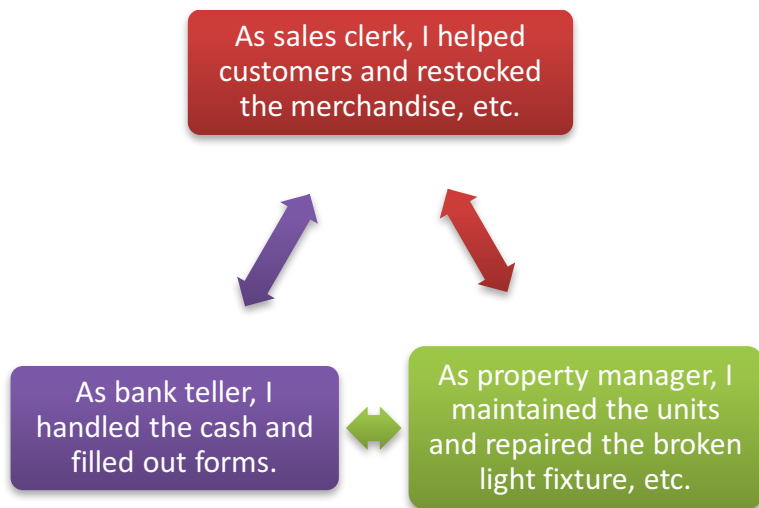 As sales clerk, I helped
customers and restocked
the merchandise, etc.
As bank teller, I
handled the cash and
filled out forms.
As property manager, I
maintained the units
and repaired the broken
light fixture, etc.